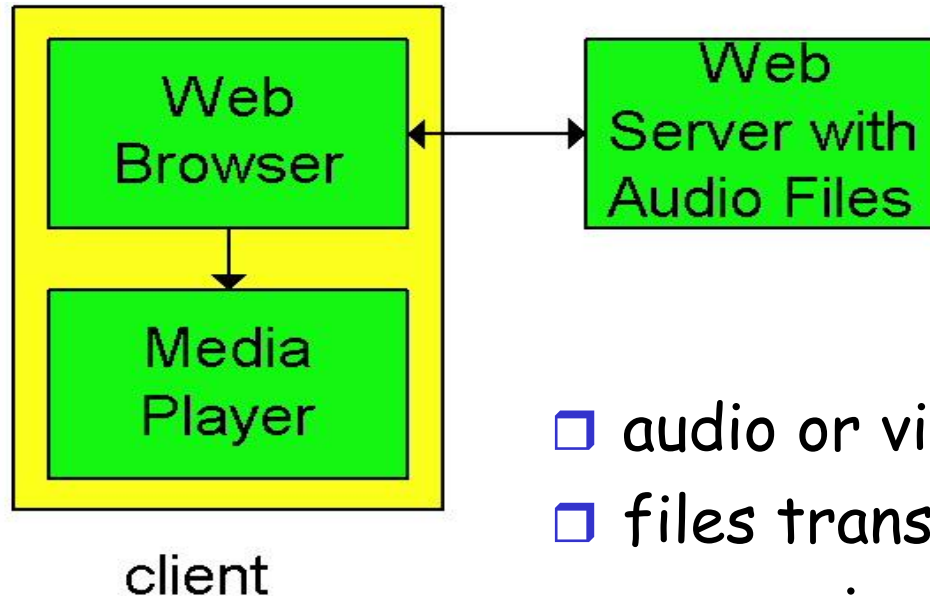 Web
Browser
Web
Server with
Audio Files
Media
Player
client
audio or vi
files trans